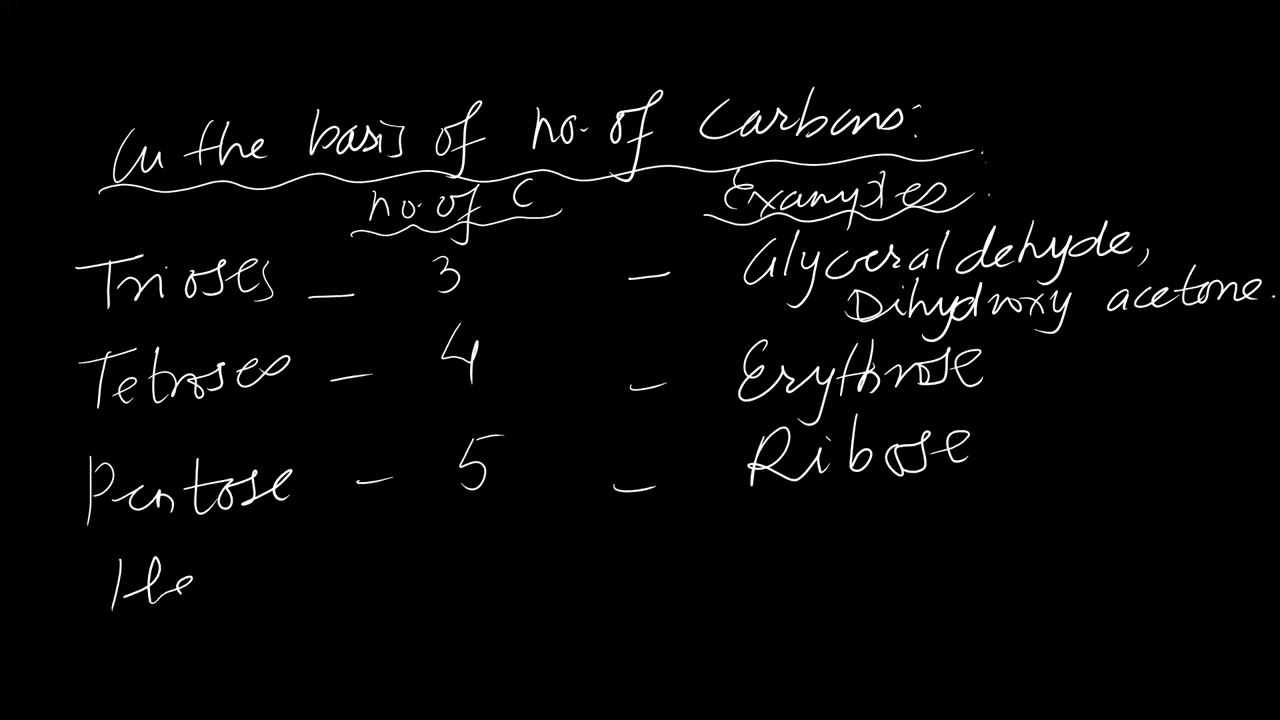 On the basis of no. of Carbons:
no. of C Examples
Trioses – 3 – Glyceraldehyde,
Dihydroxy acetone.
Tetroses – 4 – Erythrose
Pentose – 5 – Ribose
He